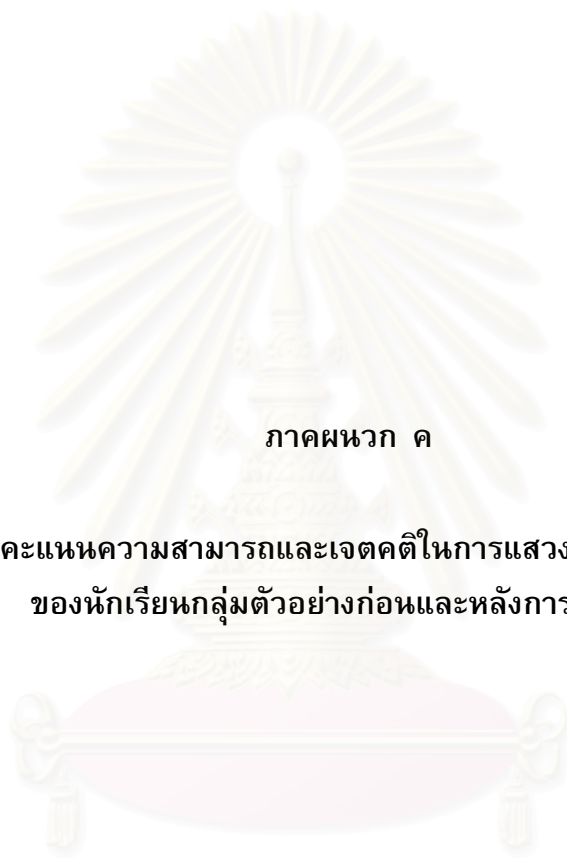 ภาคผนวก ค
คะแนนความสามารถและเจตคติในการแสวง
ของนักเรียนกลุ่มตัวอย่างก่อนและหลังการ